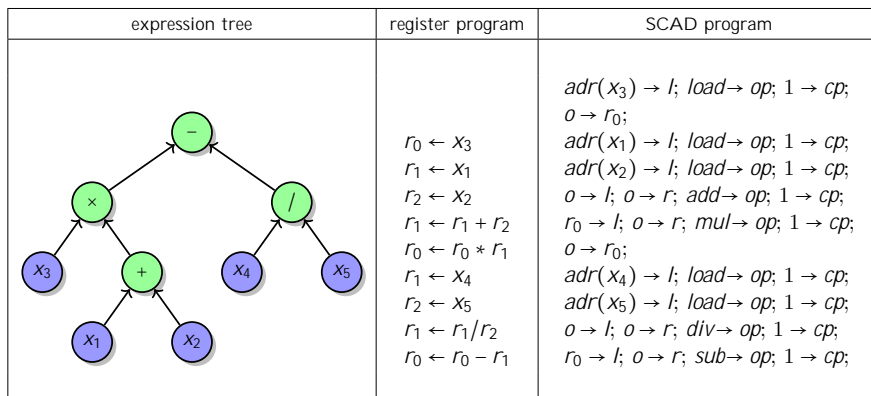 expression tree
register program
SCAD program
−
×
/
x₃
+
x₄
x₅
x₁
x₂
r₀ ← x₃
r₁ ← x₁
r₂ ← x₂
r₁ ← r₁ + r₂
r₀ ← r₀ * r₁
r₁ ← x₄
r₂ ← x₅
r₁ ← r₁/r₂
r₀ ← r₀ − r₁
adr(x₃) → l; load→ op; 1 → cp;
o → r₀;
adr(x₁) → l; load→ op; 1 → cp;
adr(x₂) → l; load→ op; 1 → cp;
o → l; o → r; add→ op; 1 → cp;
r₀ → l; o → r; mul→ op; 1 → cp;
o → r₀;
adr(x₄) → l; load→ op; 1 → cp;
adr(x₅) → l; load→ op; 1 → cp;
o → l; o → r; div→ op; 1 → cp;
r₀ → l; o → r; sub→ op; 1 → cp;